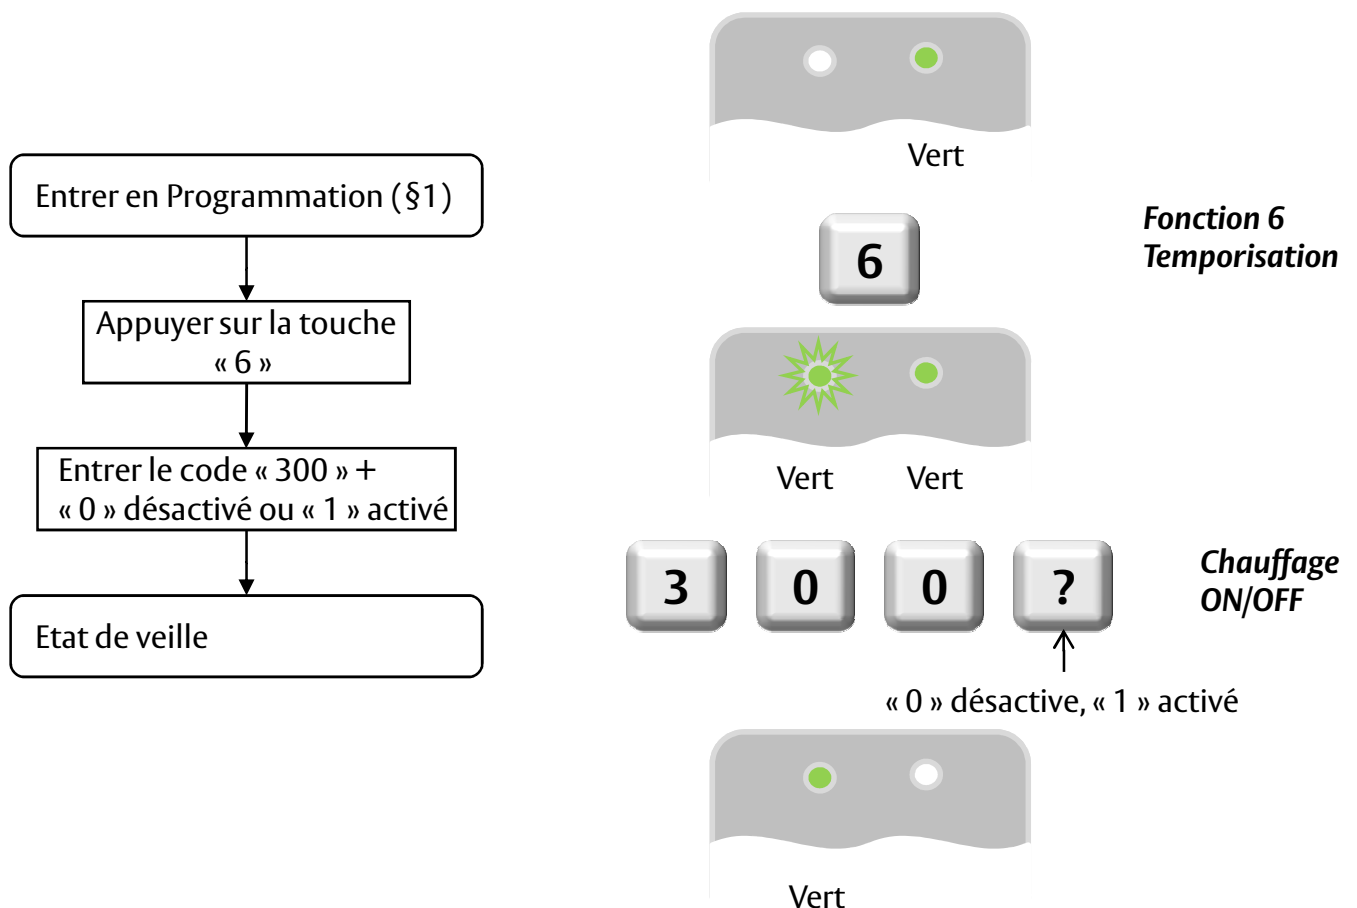 Entrer en Programmation (§1)
Appuyer sur la touche
« 6 »
Entrer le code « 300 » +
« 0 » désactivé ou « 1 » activé
Etat de veille
Vert
6
Fonction 6
Temporisation
Vert Vert
3 0 0 ?
Chauffage
ON/OFF
« 0 » désactive, « 1 » activé
Vert